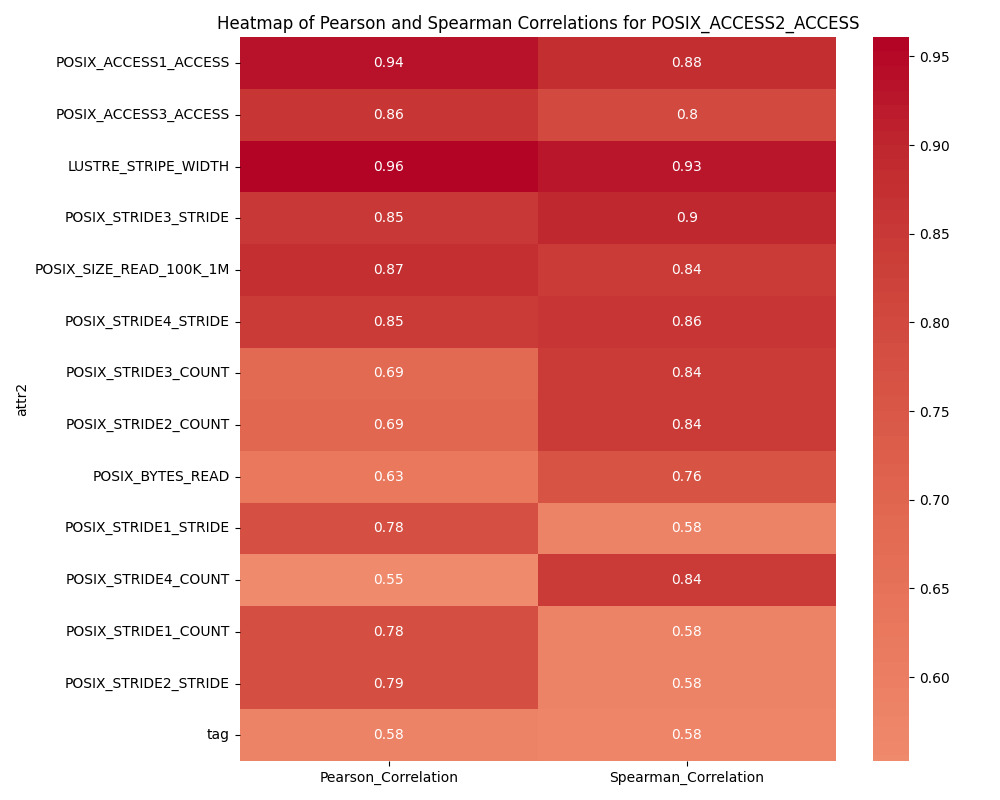 Heatmap of Pearson and Spearman Correlations for POSIX_ACCESS2_ACCESS
attr2
POSIX_ACCESS1_ACCESS 0.94 0.88
POSIX_ACCESS3_ACCESS 0.86 0.8
LUSTRE_STRIPE_WIDTH 0.96 0.93
POSIX_STRIDE3_STRIDE 0.85 0.9
POSIX_SIZE_READ_100K_1M 0.87 0.84
POSIX_STRIDE4_STRIDE 0.85 0.86
POSIX_STRIDE3_COUNT 0.69 0.84
POSIX_STRIDE2_COUNT 0.69 0.84
POSIX_BYTES_READ 0.63 0.76
POSIX_STRIDE1_STRIDE 0.78 0.58
POSIX_STRIDE4_COUNT 0.55 0.84
POSIX_STRIDE1_COUNT 0.78 0.58
POSIX_STRIDE2_STRIDE 0.79 0.58
tag 0.58 0.58
Pearson_Correlation Spearman_Correlation
0.95
0.90
0.85
0.80
0.75
0.70
0.65
0.60